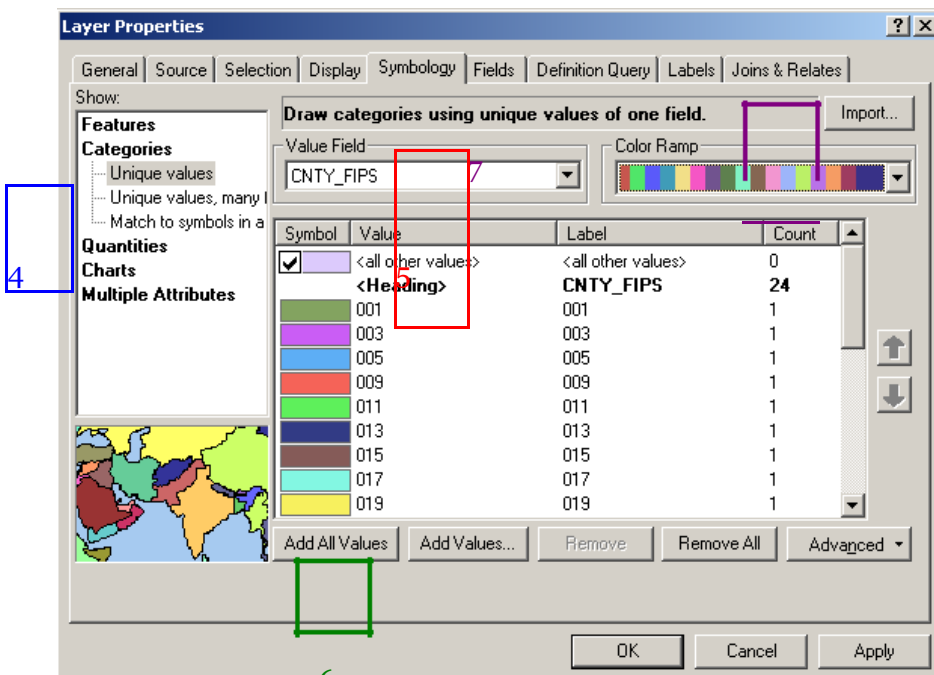 Layer Properties
General Source Selection Display Symbology Fields Definition Query Labels Joins & Relates
Show:
Features
Categories
Unique values
Unique values, many
Match to symbols in a
Quantities
Charts
Multiple Attributes
4
Draw categories using unique values of one field.
Import...
Value Field
CNTY_FIPS
7
Color Ramp
Symbol Value Label Count
<all other values> <all other values> 0
5
<Heading> CNTY_FIPS 24
001 001 1
003 003 1
005 005 1
009 009 1
011 011 1
013 013 1
015 015 1
017 017 1
019 019 1
Add All Values Add Values... Remove Remove All Advanced
6
OK Cancel Apply